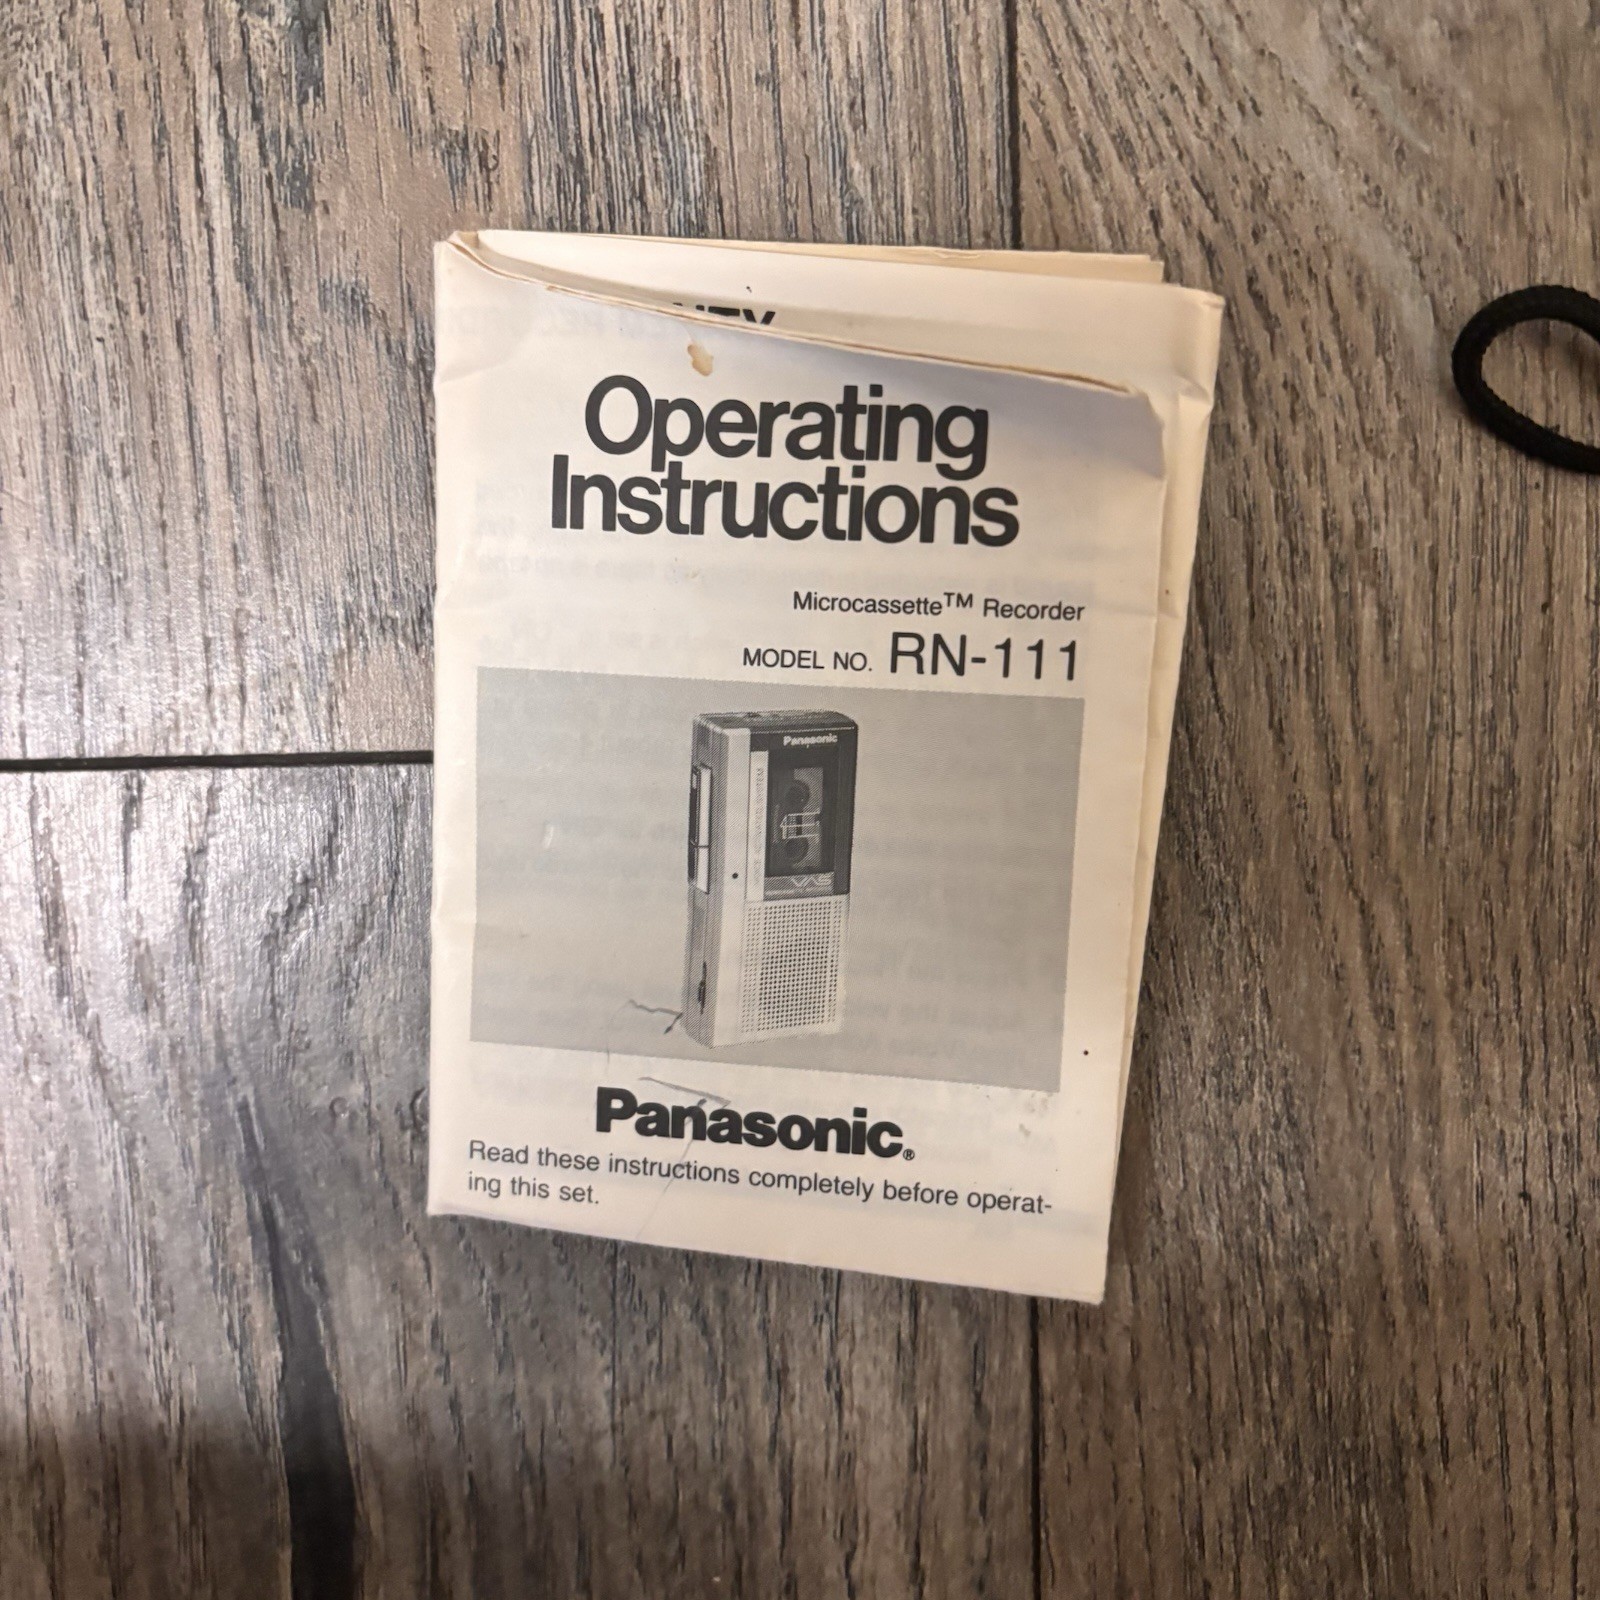 Operating
Instructions
Microcassette™ Recorder
MODEL NO. RN-111
Panasonic
VAS
Panasonic®
Read these instructions completely before operat-
ing this set.